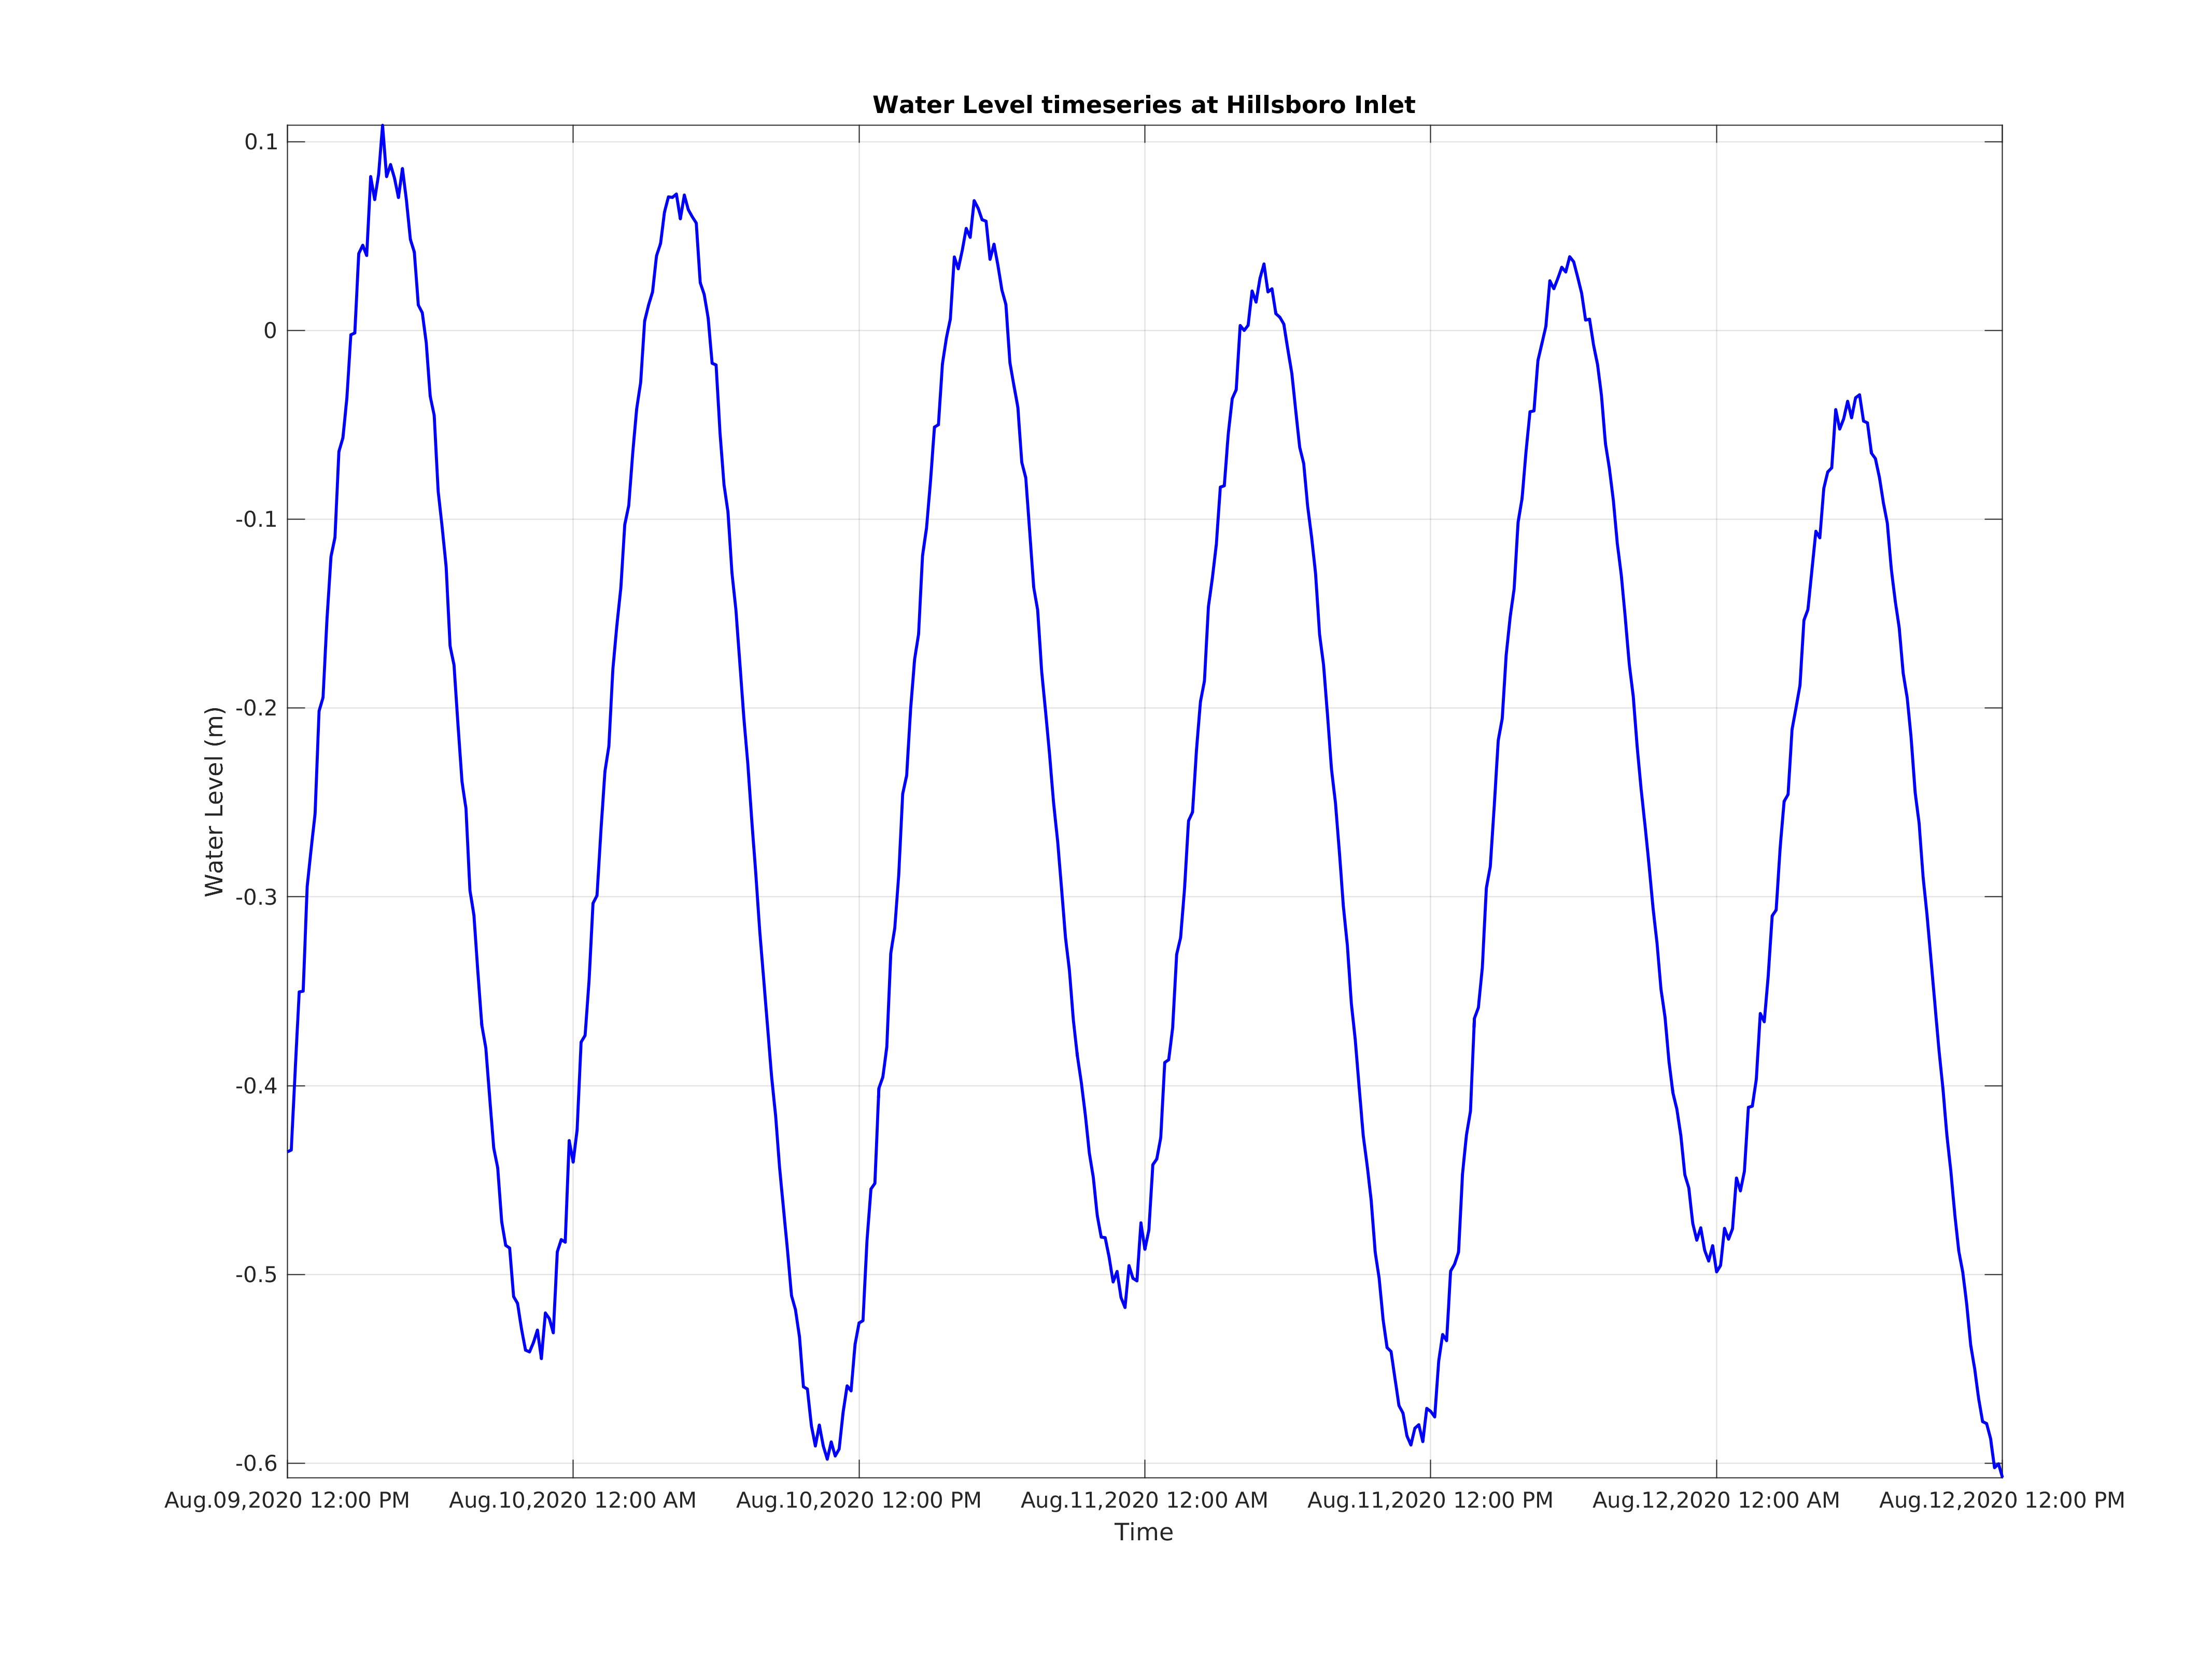 Water Level timeseries at Hillsboro Inlet
0.1
0
-0.1
-0.2
-0.3
-0.4
-0.5
-0.6
Water Level (m)
Aug.09,2020 12:00 PM
Aug.10,2020 12:00 AM
Aug.10,2020 12:00 PM
Aug.11,2020 12:00 AM
Aug.11,2020 12:00 PM
Aug.12,2020 12:00 AM
Aug.12,2020 12:00 PM
Time